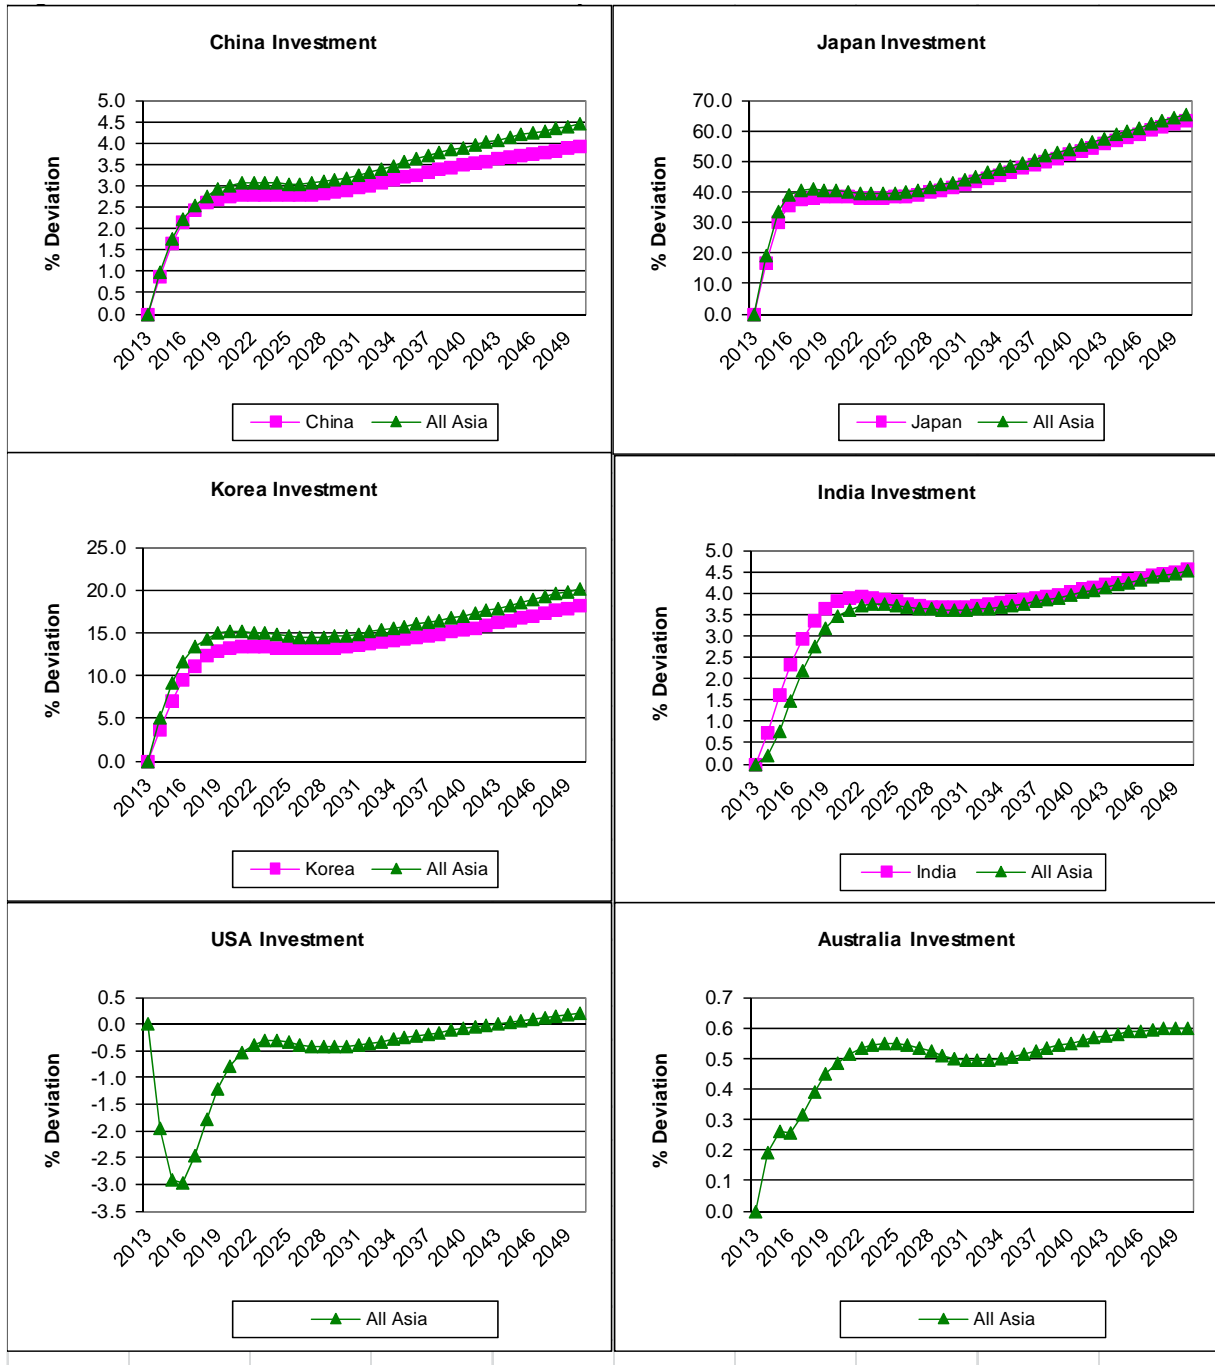 China Investment
% Deviation
5.0
4.5
4.0
3.5
3.0
2.5
2.0
1.5
1.0
0.5
0.0
2013 2016 2019 2022 2025 2028 2031 2034 2037 2040 2043 2046 2049
China All Asia
Japan Investment
% Deviation
70.0
60.0
50.0
40.0
30.0
20.0
10.0
0.0
2013 2016 2019 2022 2025 2028 2031 2034 2037 2040 2043 2046 2049
Japan All Asia
Korea Investment
% Deviation
25.0
20.0
15.0
10.0
5.0
0.0
2013 2016 2019 2022 2025 2028 2031 2034 2037 2040 2043 2046 2049
Korea All Asia
India Investment
% Deviation
5.0
4.5
4.0
3.5
3.0
2.5
2.0
1.5
1.0
0.5
0.0
2013 2016 2019 2022 2025 2028 2031 2034 2037 2040 2043 2046 2049
India All Asia
USA Investment
% Deviation
0.5
0.0
-0.5
-1.0
-1.5
-2.0
-2.5
-3.0
-3.5
2013 2016 2019 2022 2025 2028 2031 2034 2037 2040 2043 2046 2049
All Asia
Australia Investment
% Deviation
0.7
0.6
0.5
0.4
0.3
0.2
0.1
0.0
2013 2016 2019 2022 2025 2028 2031 2034 2037 2040 2043 2046 2049
All Asia